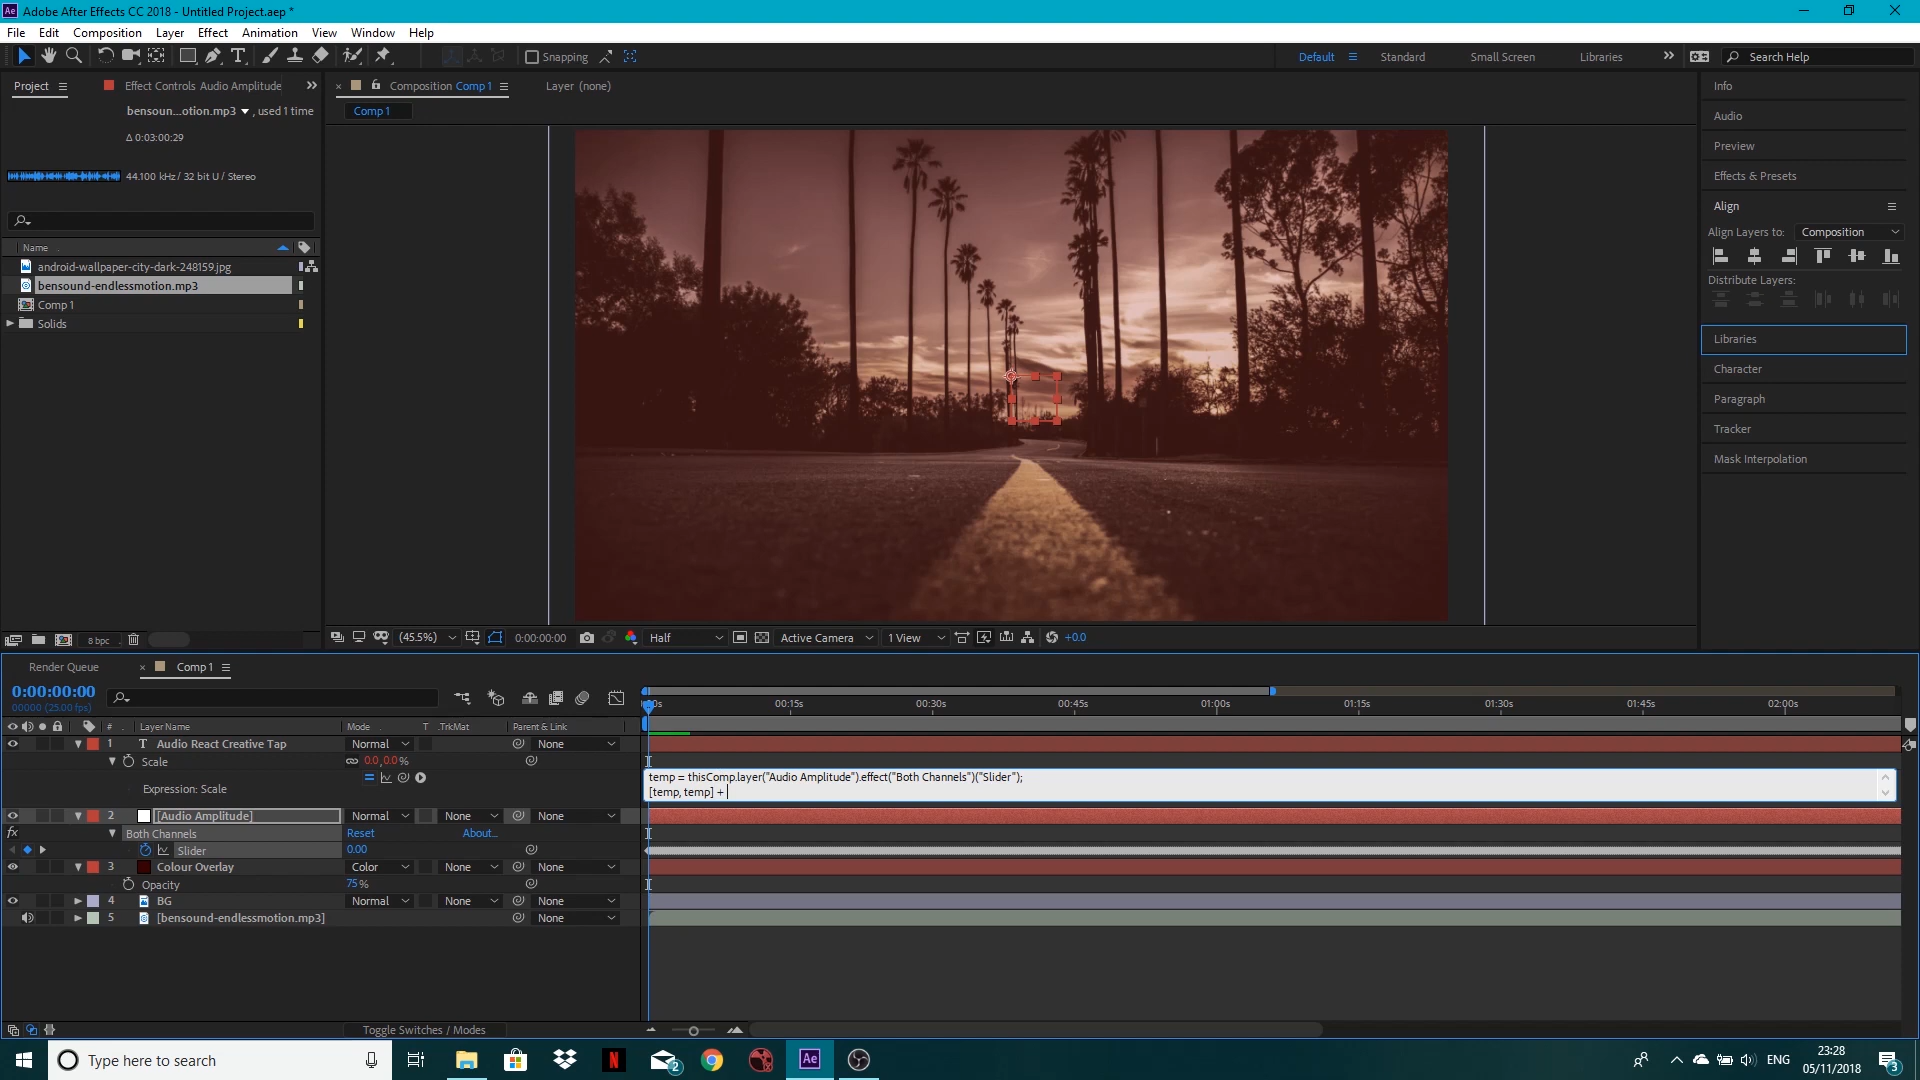 Adobe After Effects CC 2018 - Untitled Project.aep *
File Edit Composition Layer Effect Animation View Window Help
Snapping
Default Standard Small Screen Libraries Search Help
Project Effect Controls Audio Amplitude
bensoun...otion.mp3 , used 1 time
Δ 0:03:00:29
44.100 kHz / 32 bit U / Stereo
Name
android-wallpaper-city-dark-248159.jpg
bensound-endlessmotion.mp3
Comp 1
Solids
8 bpc
Composition Comp 1 Layer (none)
Comp 1
(45.5%) 0:00:00:00 Half Active Camera 1 View +0.0
Info
Audio
Preview
Effects & Presets
Align
Align Layers to: Composition
Distribute Layers:
Libraries
Character
Paragraph
Tracker
Mask Interpolation
Render Queue Comp 1
0:00:00:00
00000 (25.00 fps)
00:15s 00:30s 00:45s 01:00s 01:15s 01:30s 01:45s 02:00s
# Layer Name Mode T .TrkMat Parent & Link
1 T Audio React Creative Tap Normal None
Scale 0.0,0.0%
Expression: Scale
temp = thisComp.layer("Audio Amplitude").effect("Both Channels")("Slider");
[temp, temp] +
2 [Audio Amplitude] Normal None None
fx Both Channels Reset About...
Slider 0.00
3 Colour Overlay Color None None
Opacity 75%
4 BG Normal None None
5 [bensound-endlessmotion.mp3] None
Toggle Switches / Modes
Type here to search
2
Ae
ENG
23:28
05/11/2018
3